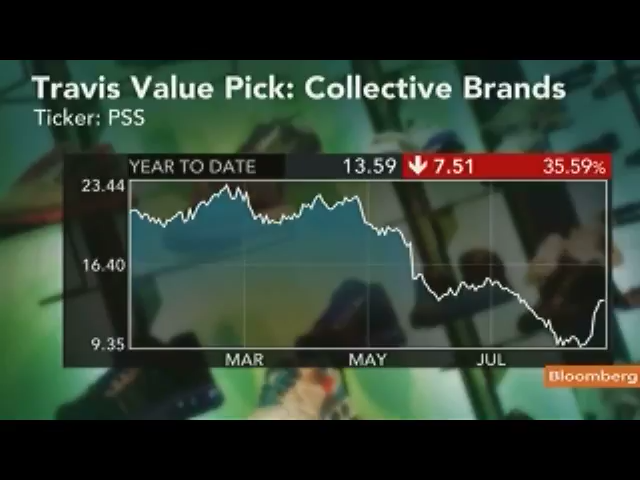 Travis Value Pick: Collective Brands
Ticker: PSS
YEAR TO DATE 13.59 7.51 35.59%
23.44
16.40
9.35
MAR MAY JUL
Bloomberg